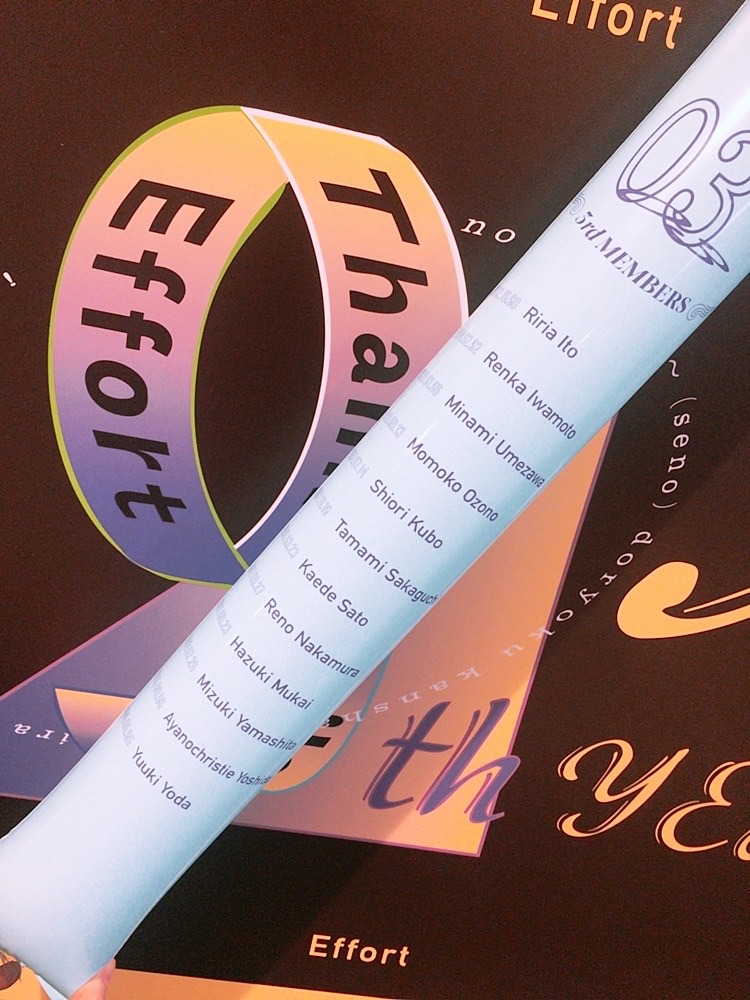 Effort
Effort
Than
no
03
3rd MEMBERS
Riria Ito
Renka Iwamoto
Minami Umezawa
Momoko Ozono
Shiori Kubo
Tamami Sakaguchi
Kaede Sato
Reno Nakamura
Hazuki Mukai
Mizuki Yamashita
Ayanochristie Yoshida
Yuuki Yoda
~ (seno) doryoku kansha
ira
th
YE
Effort